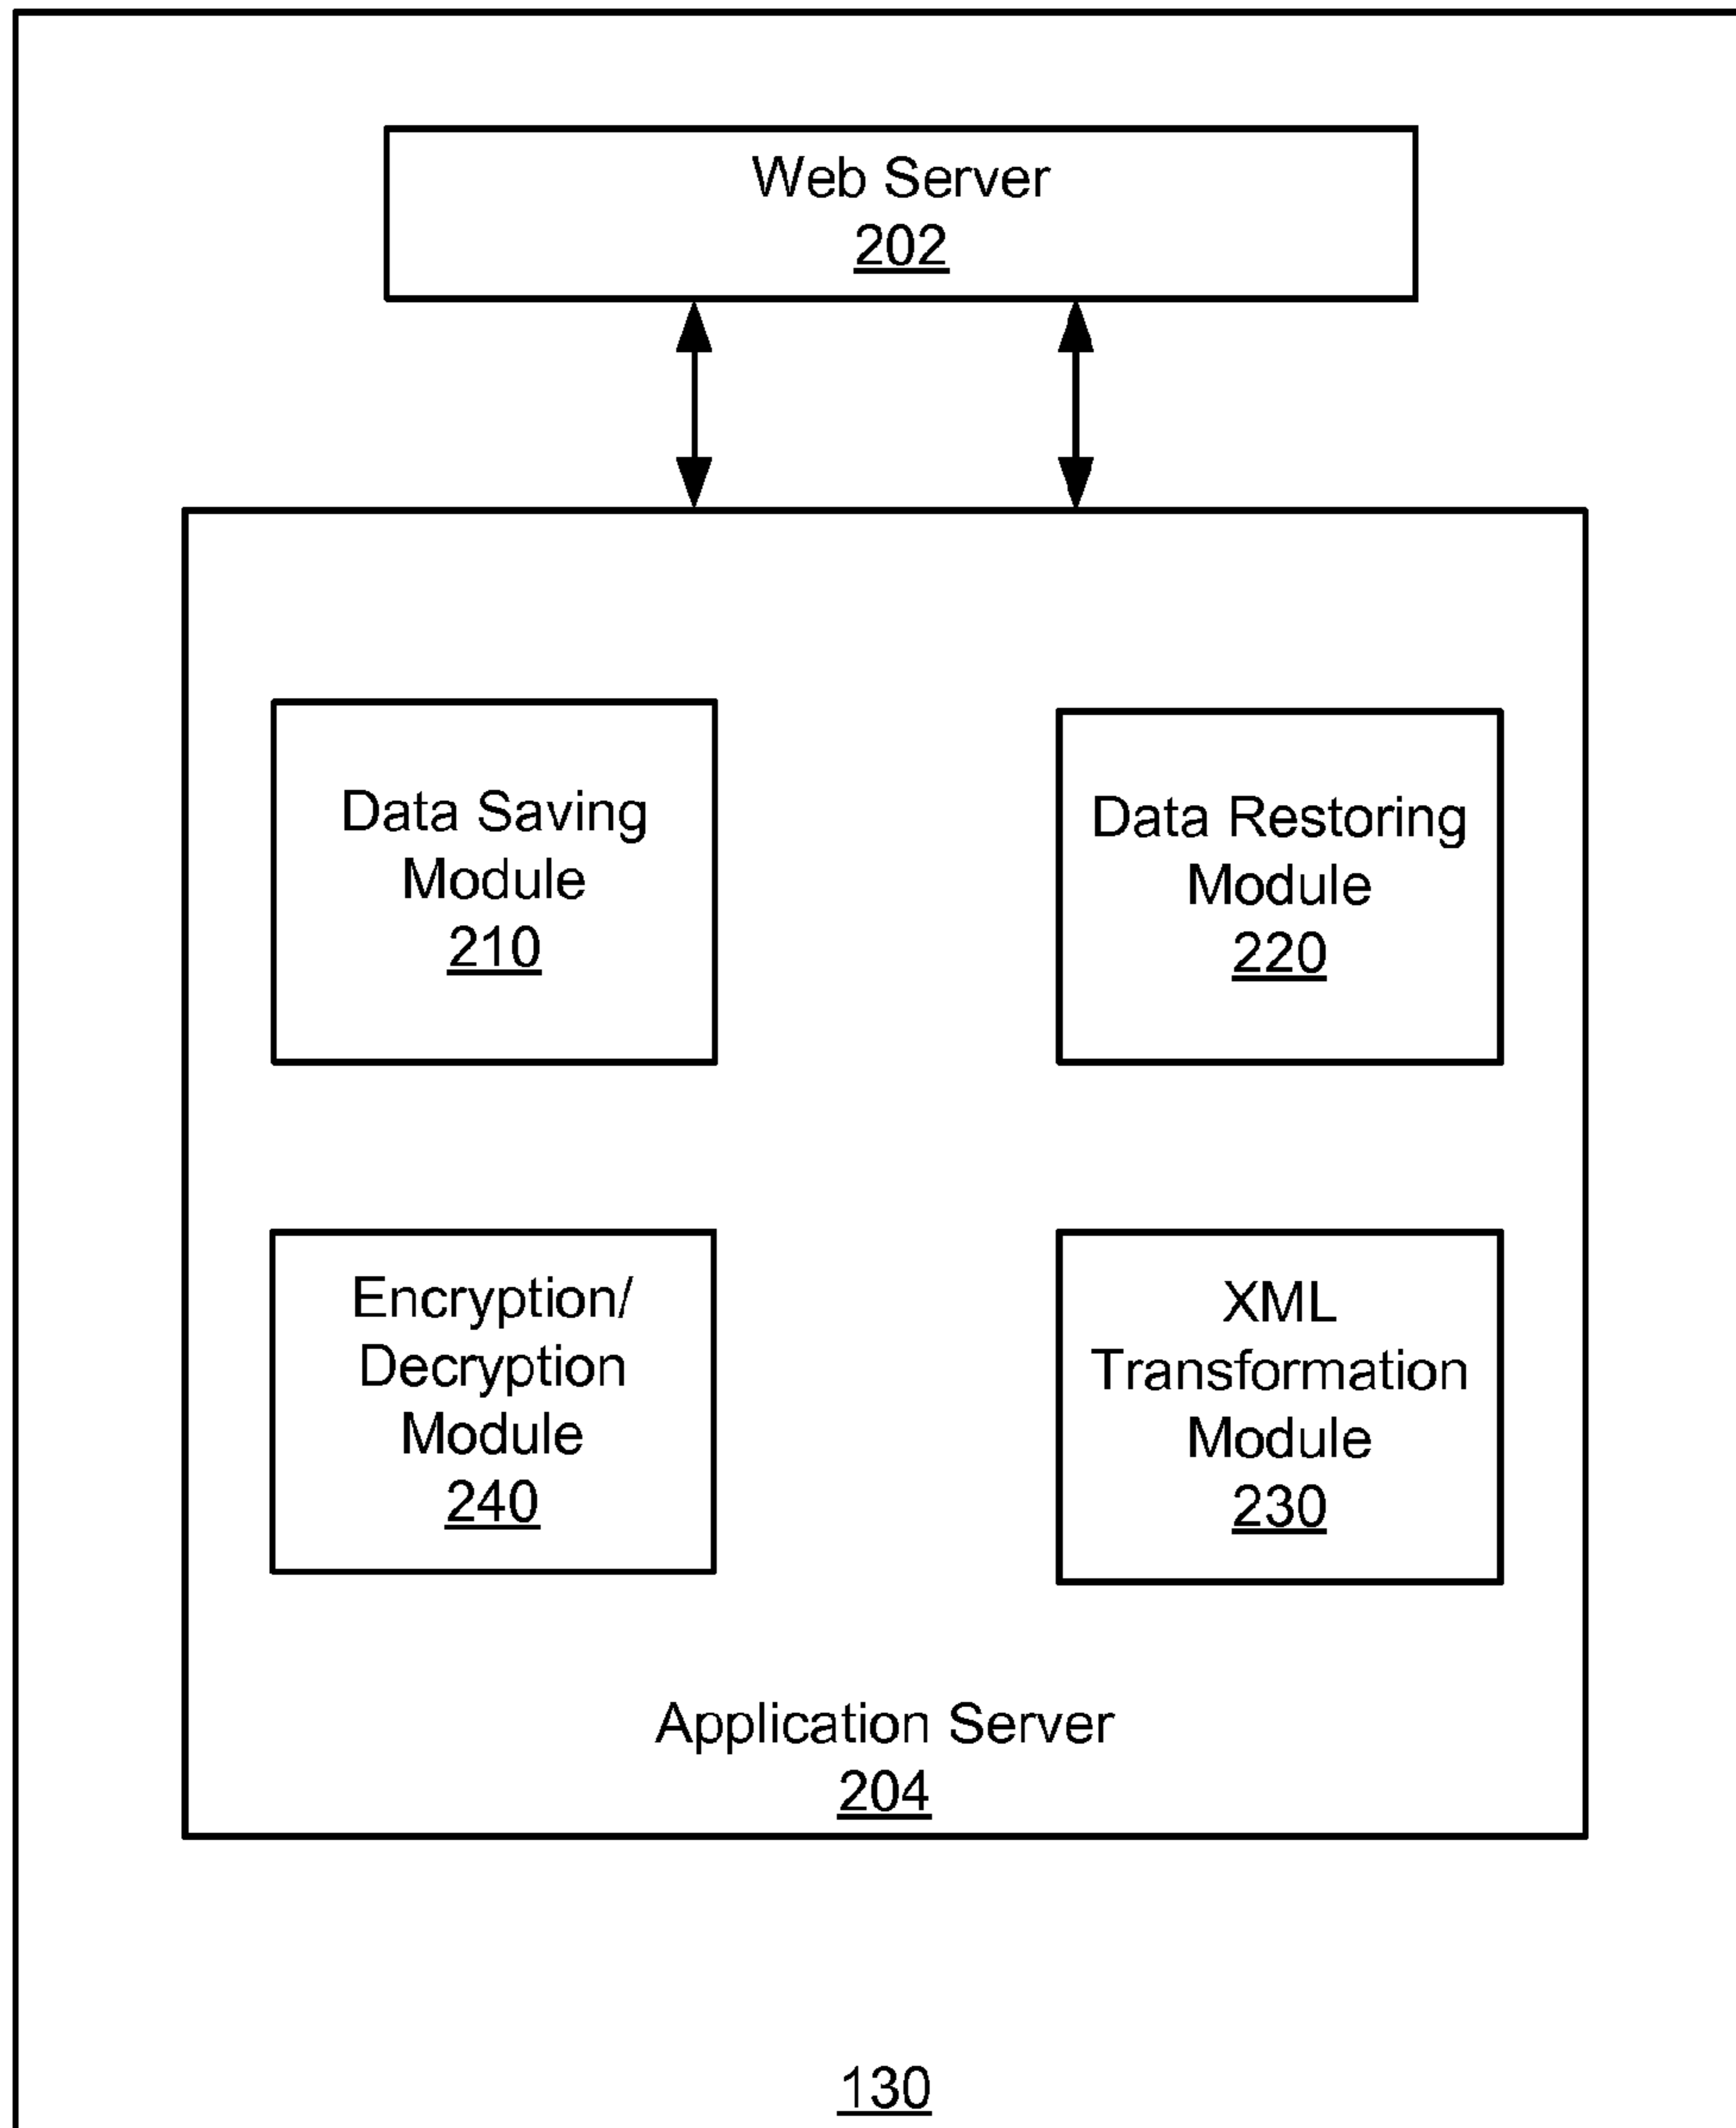 Web Server
202
Data Saving
Module
210
Data Restoring
Module
220
Encryption/
Decryption
Module
240
XML
Transformation
Module
230
Application Server
204
130